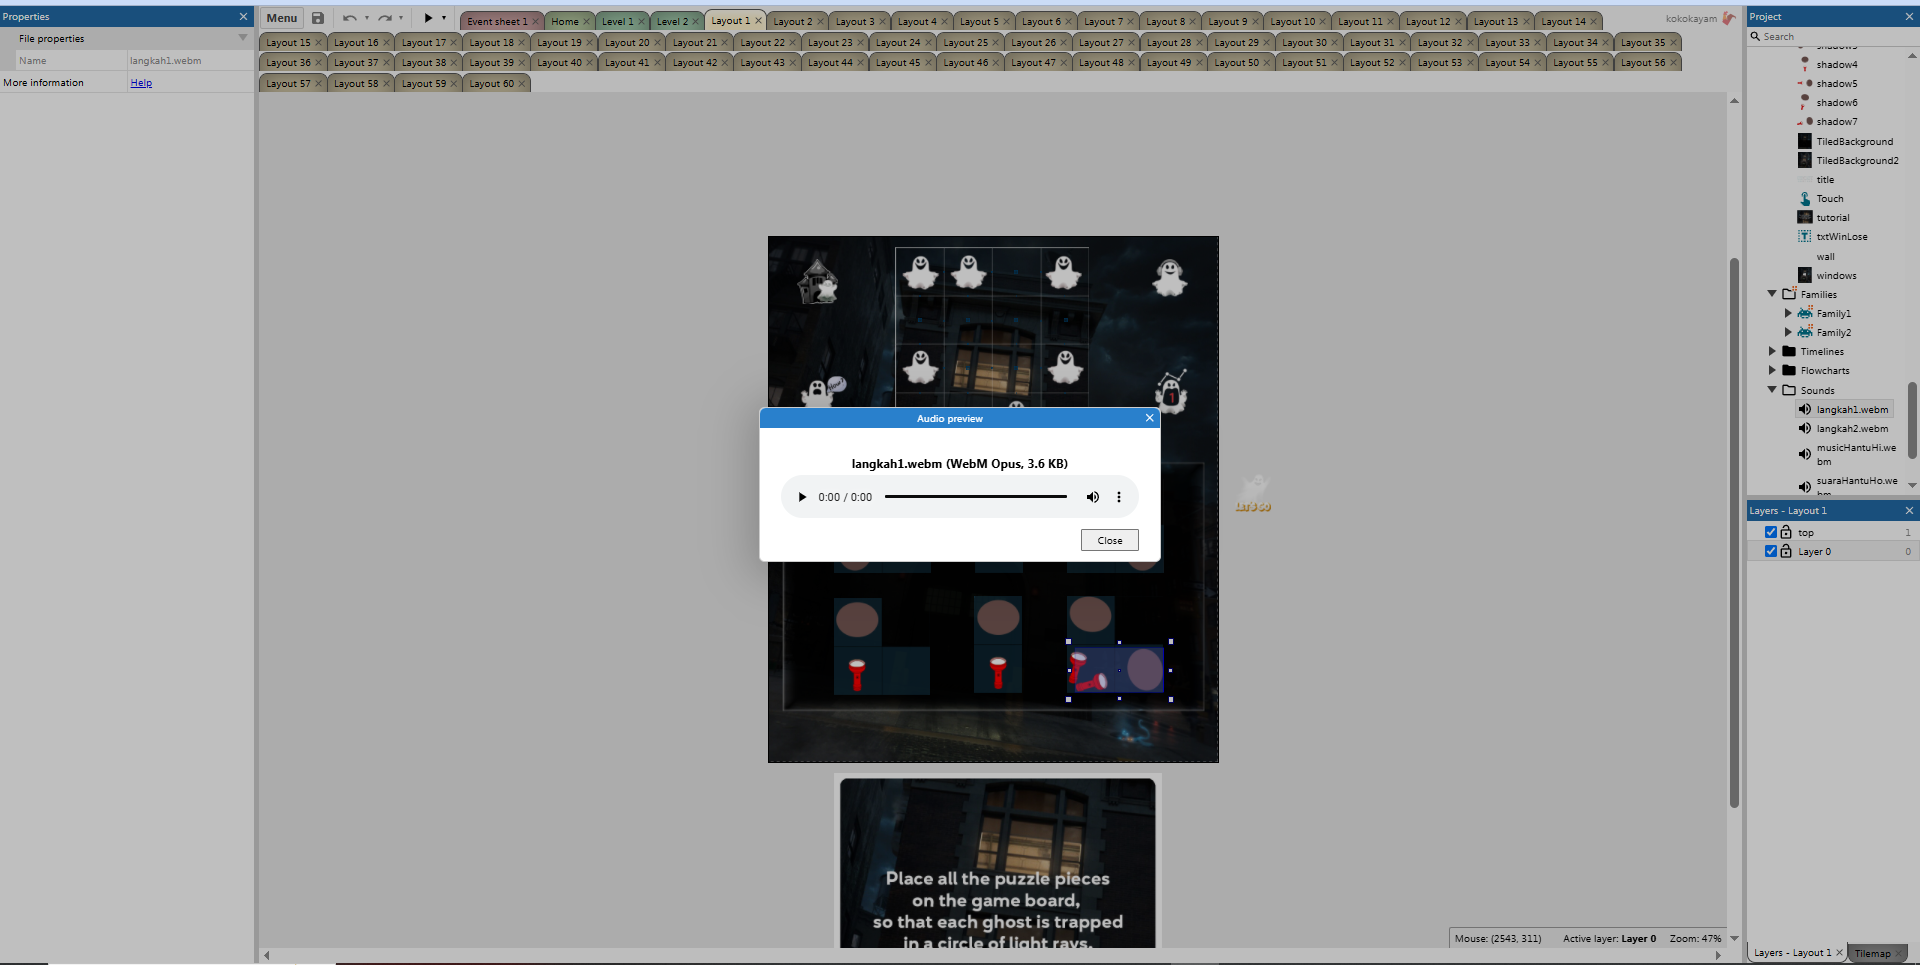 Properties
File properties
Name langkah1.webm
More information Help
Menu
Event sheet 1 Home Level 1 Level 2 Layout 1 Layout 2 Layout 3 Layout 4 Layout 5 Layout 6 Layout 7 Layout 8 Layout 9 Layout 10 Layout 11 Layout 12 Layout 13 Layout 14
kokokayam
Layout 15 Layout 16 Layout 17 Layout 18 Layout 19 Layout 20 Layout 21 Layout 22 Layout 23 Layout 24 Layout 25 Layout 26 Layout 27 Layout 28 Layout 29 Layout 30 Layout 31 Layout 32 Layout 33 Layout 34 Layout 35
Layout 36 Layout 37 Layout 38 Layout 39 Layout 40 Layout 41 Layout 42 Layout 43 Layout 44 Layout 45 Layout 46 Layout 47 Layout 48 Layout 49 Layout 50 Layout 51 Layout 52 Layout 53 Layout 54 Layout 55 Layout 56
Layout 57 Layout 58 Layout 59 Layout 60
1
Audio preview
langkah1.webm (WebM Opus, 3.6 KB)
0:00 / 0:00
Close
LET'S GO
Place all the puzzle pieces
on the game board,
so that each ghost is trapped
in a circle of light rays.
Mouse: (2543, 311) Active layer: Layer 0 Zoom: 47%
Project
Search
shadow4
shadow5
shadow6
shadow7
TiledBackground
TiledBackground2
title
Touch
tutorial
txtWinLose
wall
windows
Families
Family1
Family2
Timelines
Flowcharts
Sounds
langkah1.webm
langkah2.webm
musicHantuHi.we
bm
suaraHantuHo.we
Layers - Layout 1
top 1
Layer 0 0
Layers - Layout 1 Tilemap